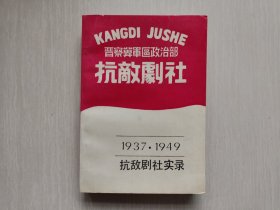 KANGDI JUSHE
晋察冀軍區政治部
抗敵劇社
1937·1949
抗敌剧社实录